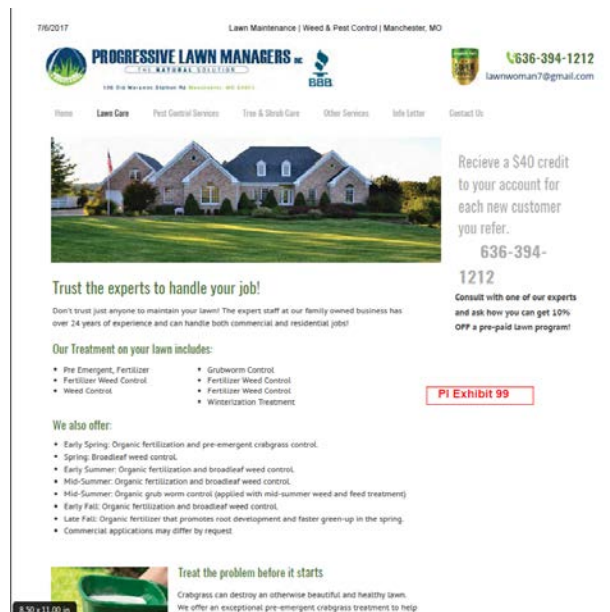 7/6/2017
Lawn Maintenance | Weed & Pest Control | Manchester, MO
PROGRESSIVE LAWN MANAGERS INC
THE NATURAL SOLUTION
BBB.
636-394-1212
lawnwoman7@gmail.com
Home Lawn Care Pest Control Services Tree & Shrub Care Other Services Info Letter Contact Us
Recieve a $40 credit
to your account for
each new customer
you refer.
636-394-
1212
Consult with one of our experts
and ask how you can get 10%
OFF a pre-paid lawn program!
Trust the experts to handle your job!
Don't trust just anyone to maintain your lawn! The expert staff at our family owned business has
over 24 years of experience and can handle both commercial and residential jobs!
Our Treatment on your lawn includes:
• Pre Emergent, Fertilizer
• Fertilizer Weed Control
• Weed Control
• Grubworm Control
• Fertilizer Weed Control
• Fertilizer Weed Control
• Winterization Treatment
PI Exhibit 99
We also offer:
• Early Spring: Organic fertilization and pre-emergent crabgrass control.
• Spring: Broadleaf weed control.
• Early Summer: Organic fertilization and broadleaf weed control.
• Mid-Summer: Organic fertilization and broadleaf weed control.
• Mid-Summer: Organic grub worm control (applied with mid-summer weed and feed treatment)
• Early Fall: Organic fertilization and broadleaf weed control.
• Late Fall: Organic fertilizer that promotes root development and faster green-up in the spring.
• Commercial applications may differ by request
Treat the problem before it starts
Crabgrass can destroy an otherwise beautiful and healthy lawn.
We offer an exceptional pre-emergent crabgrass treatment to help
8.50 x 11.00 in